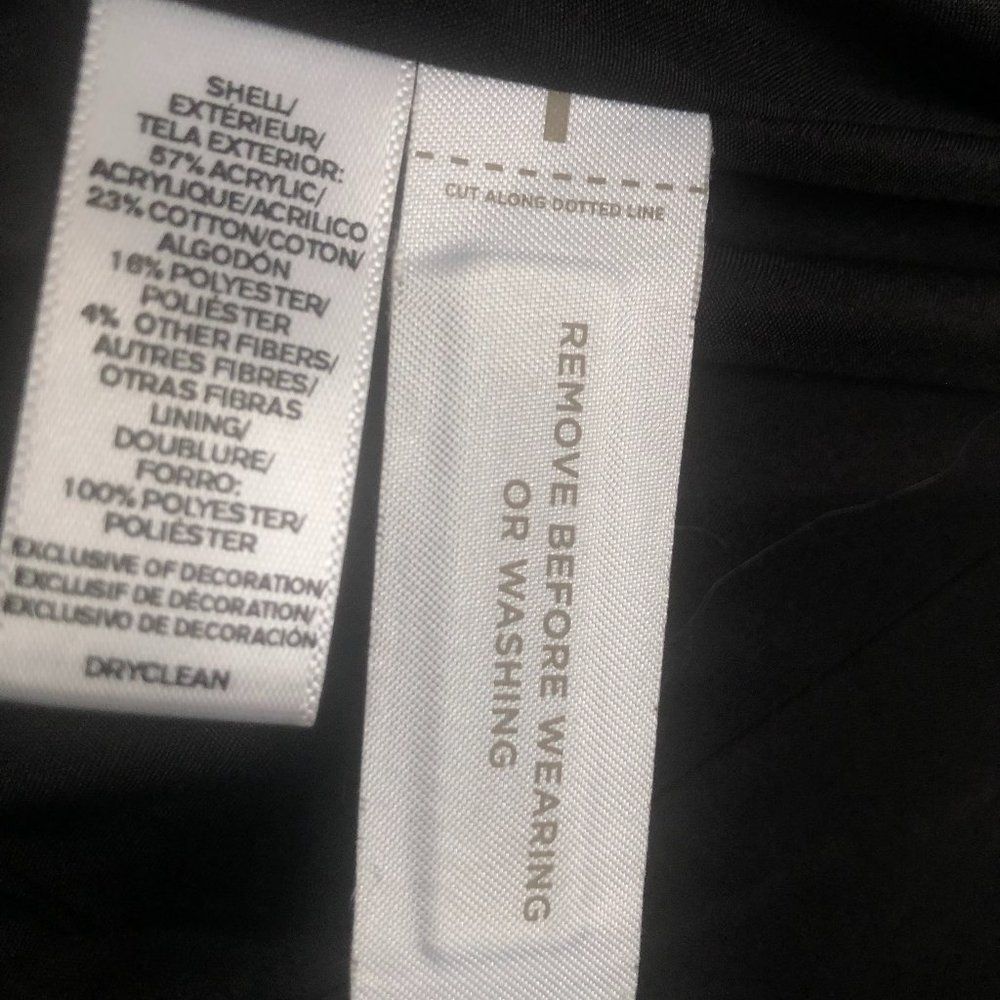 SHELL/
EXTÉRIEUR/
TELA EXTERIOR:
57% ACRYLIC/
ACRYLIQUE/ACRILICO
23% COTTON/COTON/
ALGODÓN
16% POLYESTER/
POLIÉSTER
4% OTHER FIBERS/
AUTRES FIBRES/
OTRAS FIBRAS
LINING/
DOUBLURE/
FORRO:
100% POLYESTER/
POLIÉSTER
EXCLUSIVE OF DECORATION/
EXCLUSIF DE DÉCORATION/
EXCLUSIVO DE DECORACIÓN
DRYCLEAN
CUT ALONG DOTTED LINE
REMOVE BEFORE WEARING
OR WASHING